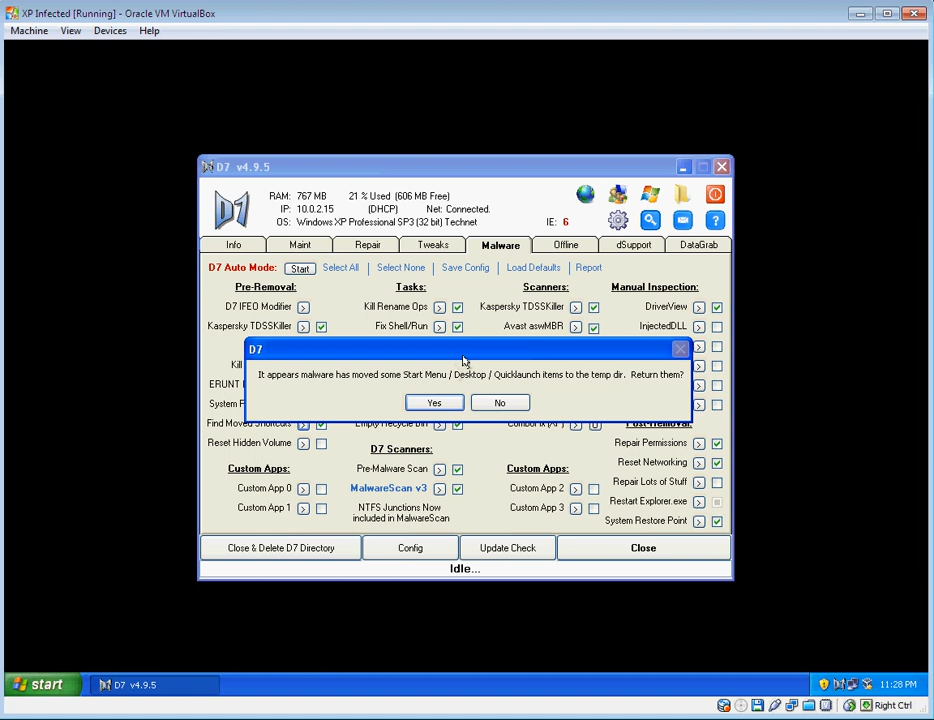 XP Infected [Running] - Oracle VM VirtualBox
Machine View Devices Help
D7 v4.9.5
D7
RAM: 767 MB 21 % Used (606 MB Free)
IP: 10.0.2.15 (DHCP) Net: Connected.
OS: Windows XP Professional SP3 (32 bit) Technet IE: 6
Info Maint Repair Tweaks Malware Offline dSupport DataGrab
D7 Auto Mode: Start Select All | Select None | Save Config | Load Defaults | Report
Pre-Removal: Tasks: Scanners: Manual Inspection:
D7 IFEO Modifier > Kill Rename Ops > Kaspersky TDSSKiller > DriverView >
Kaspersky TDSSKiller > Fix Shell/Run > Avast aswMBR > InjectedDLL >
D7
Kill
It appears malware has moved some Start Menu / Desktop / Quicklaunch items to the temp dir. Return them?
ERUNT
System
Yes No
Find Moved Shortcuts Empty Recycle Bin Post-Removal:
Reset Hidden Volume > D7 Scanners: Repair Permissions >
Custom Apps: Pre-Malware Scan > Custom Apps: Reset Networking >
Custom App 0 > MalwareScan v3 > Custom App 2 > Repair Lots of Stuff >
Custom App 1 > NTFS Junctions Now Custom App 3 > Restart Explorer.exe >
included in MalwareScan System Restore Point >
Close & Delete D7 Directory Config Update Check Close
Idle...
start D7 v4.9.5 11:28 PM
Right Ctrl